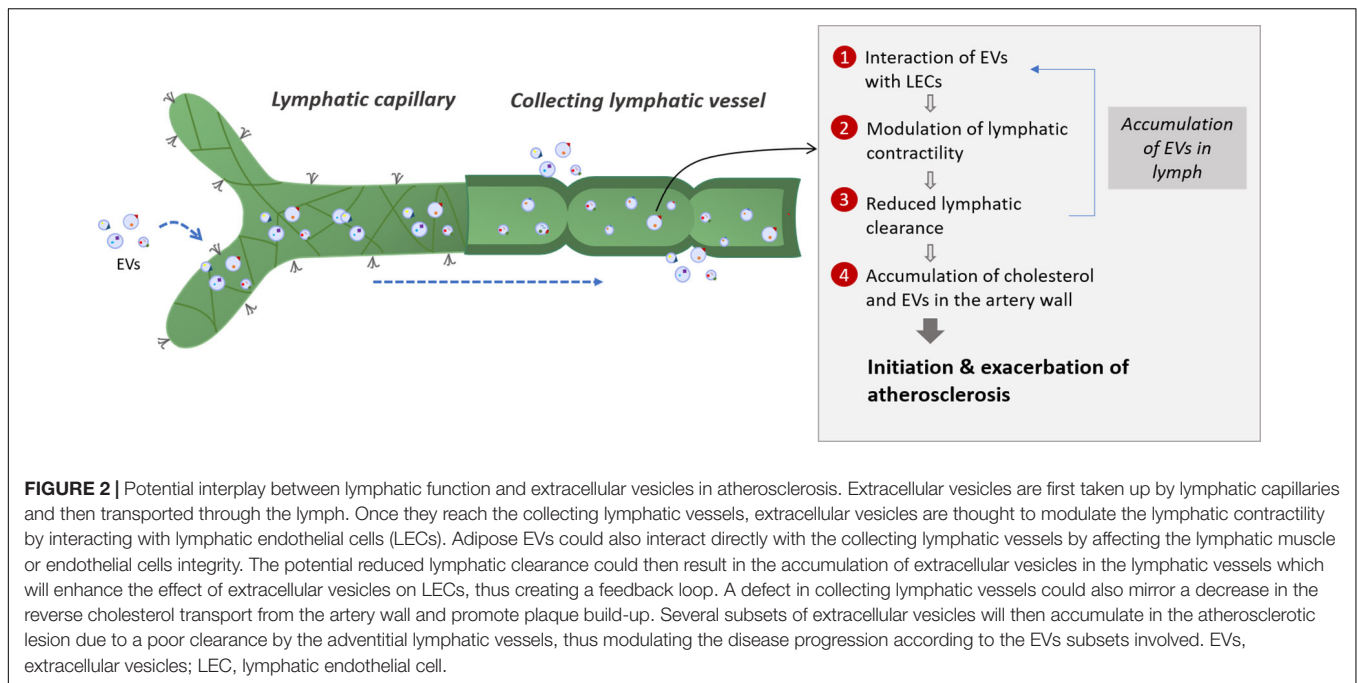 Lymphatic capillary
Collecting lymphatic vessel
EVs
1 Interaction of EVs
with LECs
2 Modulation of lymphatic
contractility
3 Reduced lymphatic
clearance
4 Accumulation of cholesterol
and EVs in the artery wall
Initiation & exacerbation of
atherosclerosis
Accumulation
of EVs in
lymph
FIGURE 2 | Potential interplay between lymphatic function and extracellular vesicles in atherosclerosis. Extracellular vesicles are first taken up by lymphatic capillaries
and then transported through the lymph. Once they reach the collecting lymphatic vessels, extracellular vesicles are thought to modulate the lymphatic contractility
by interacting with lymphatic endothelial cells (LECs). Adipose EVs could also interact directly with the collecting lymphatic vessels by affecting the lymphatic muscle
or endothelial cells integrity. The potential reduced lymphatic clearance could then result in the accumulation of extracellular vesicles in the lymphatic vessels which
will enhance the effect of extracellular vesicles on LECs, thus creating a feedback loop. A defect in collecting lymphatic vessels could also mirror a decrease in the
reverse cholesterol transport from the artery wall and promote plaque build-up. Several subsets of extracellular vesicles will then accumulate in the atherosclerotic
lesion due to a poor clearance by the adventitial lymphatic vessels, thus modulating the disease progression according to the EVs subsets involved. EVs,
extracellular vesicles; LEC, lymphatic endothelial cell.